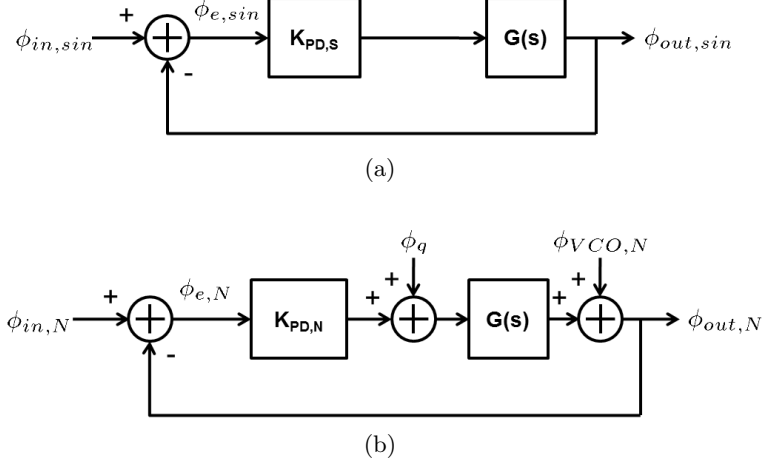 ϕin,sin
+
-
ϕe,sin
KPD,S
G(s)
ϕout,sin
(a)
ϕq
ϕVCO,N
ϕin,N
+
-
ϕe,N
KPD,N
+
+
G(s)
+
+
ϕout,N
(b)